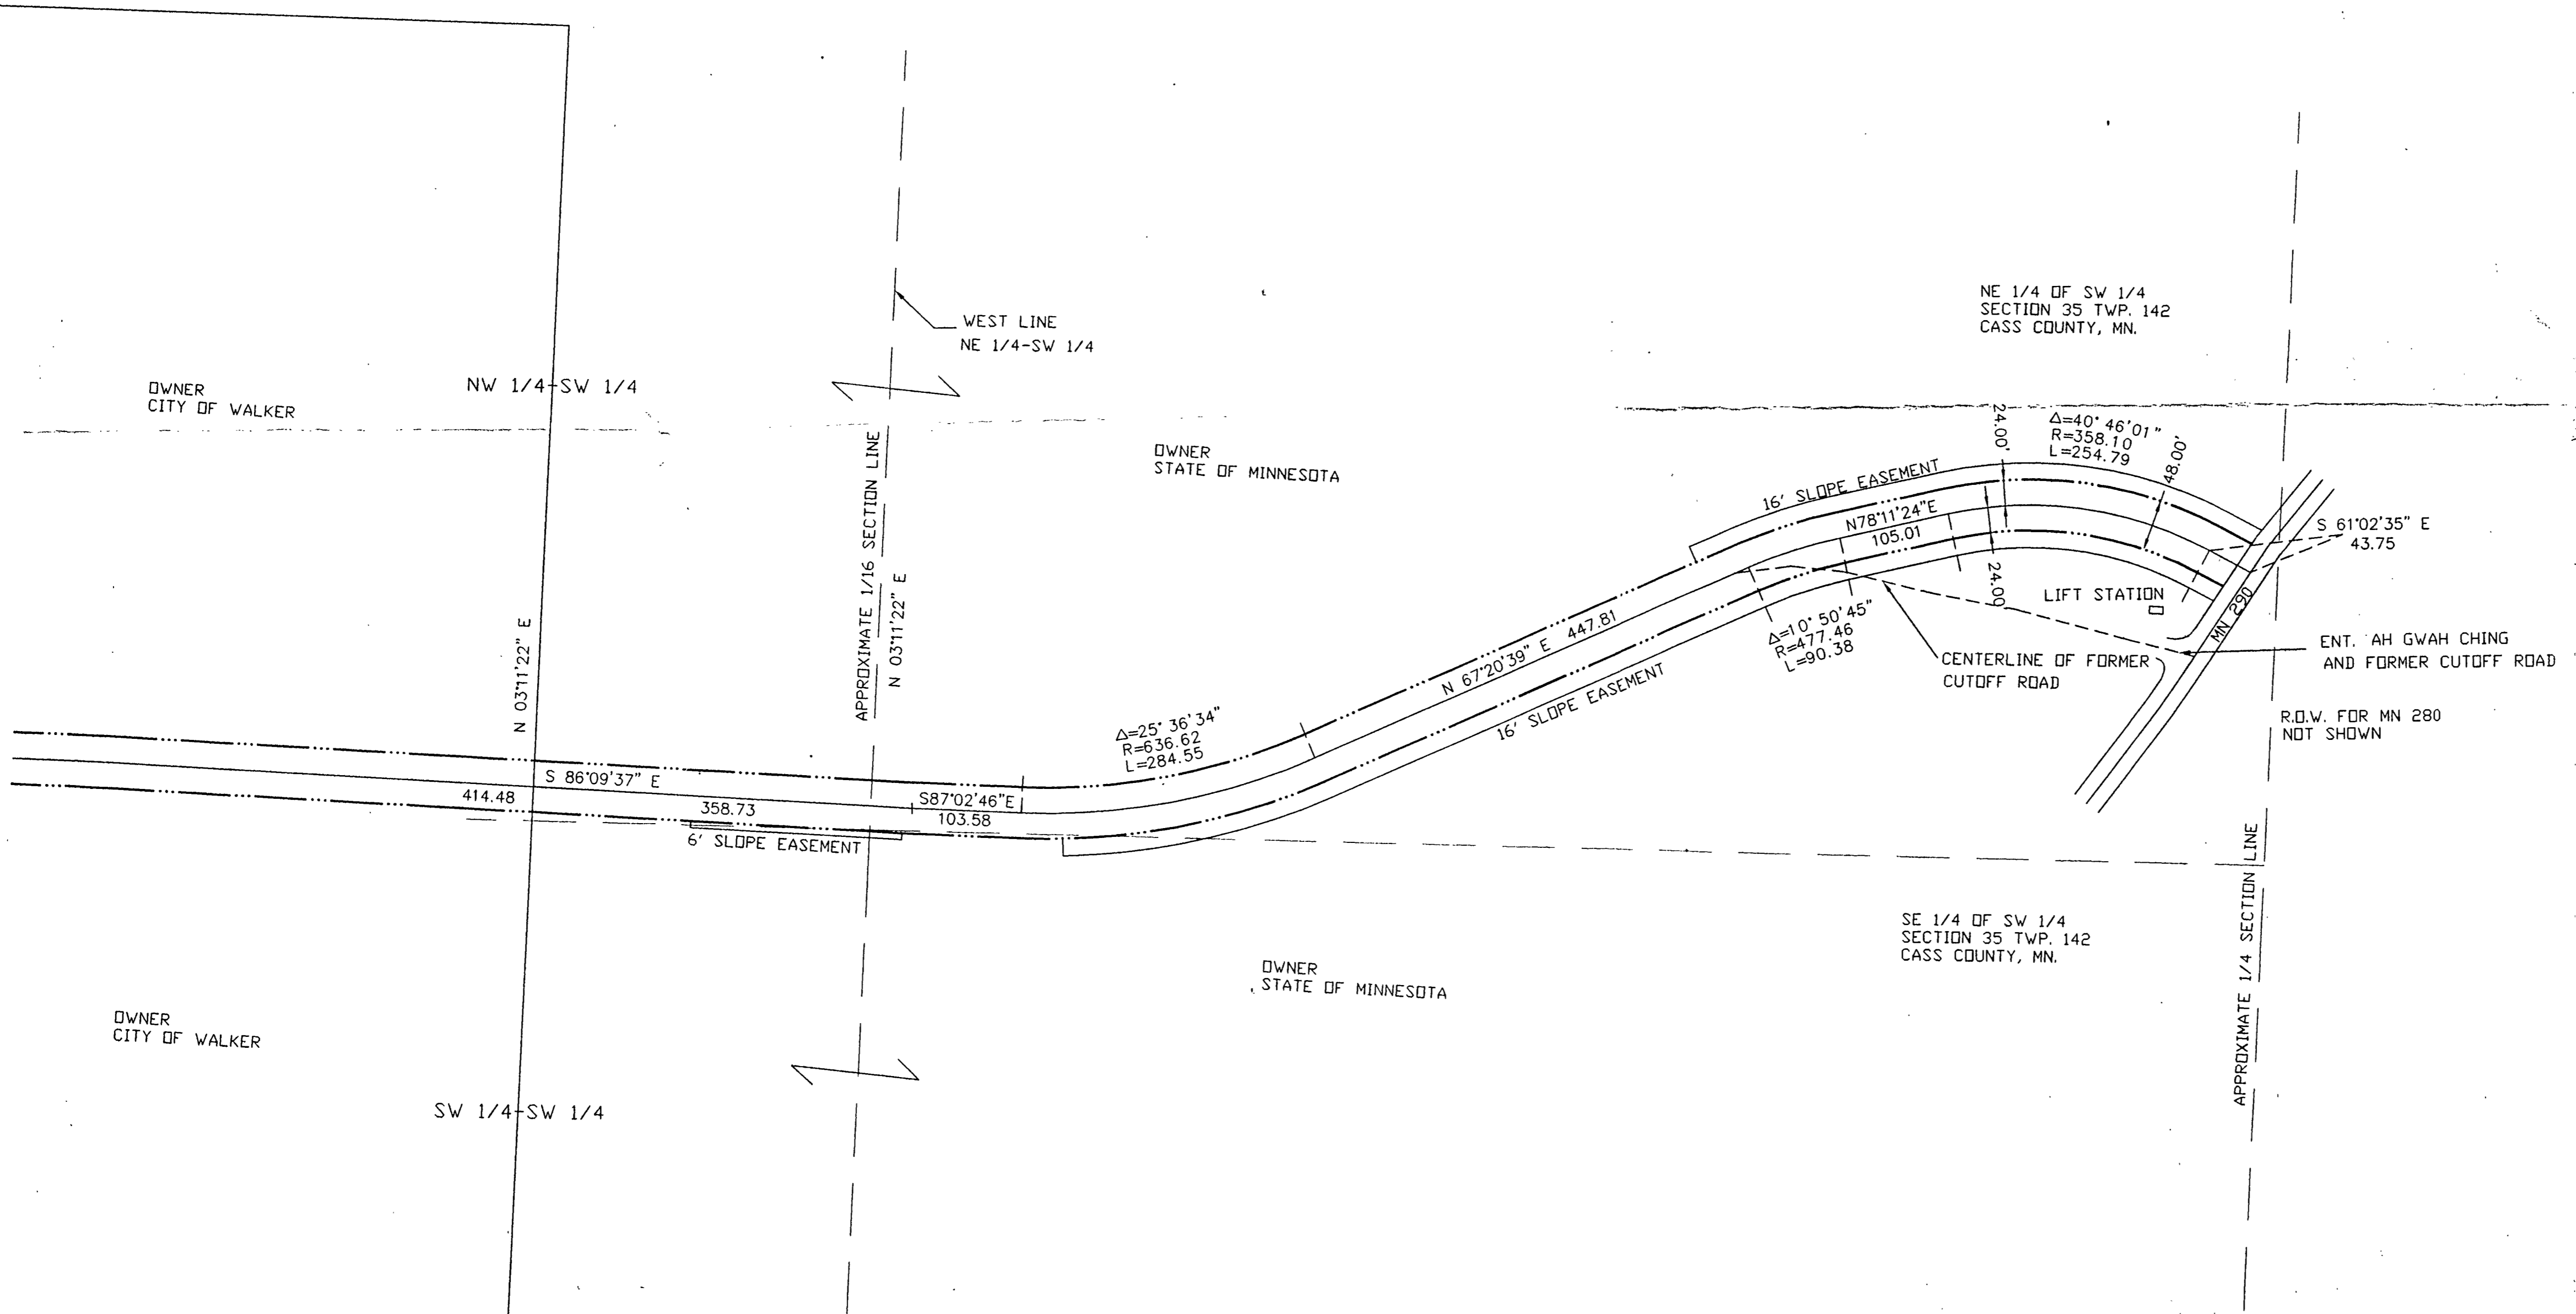 WEST LINE
NE 1/4-SW 1/4
NE 1/4 OF SW 1/4
SECTION 35 TWP. 142
CASS COUNTY, MN.
OWNER
CITY OF WALKER
NW 1/4-SW 1/4
OWNER
STATE OF MINNESOTA
APPROXIMATE 1/16 SECTION LINE
N 03°11'22" E
N 03°11'22" E
24.00'
Δ=40°46'01"
R=358.10
L=254.79
48.00'
16' SLOPE EASEMENT
N78°11'24"E
105.01
24.00
S 61°02'35" E
43.75
LIFT STATION
MN 290
ENT. AH GWAH CHING
AND FORMER CUTOFF ROAD
CENTERLINE OF FORMER
CUTOFF ROAD
Δ=10°50'45"
R=477.46
L=90.38
N 67°20'39" E 447.81
16' SLOPE EASEMENT
R.O.W. FOR MN 280
NOT SHOWN
Δ=25°36'34"
R=636.62
L=284.55
S 86°09'37" E
414.48
358.73
S87°02'46"E
103.58
6' SLOPE EASEMENT
APPROXIMATE 1/4 SECTION LINE
SE 1/4 OF SW 1/4
SECTION 35 TWP. 142
CASS COUNTY, MN.
OWNER
STATE OF MINNESOTA
OWNER
CITY OF WALKER
SW 1/4-SW 1/4